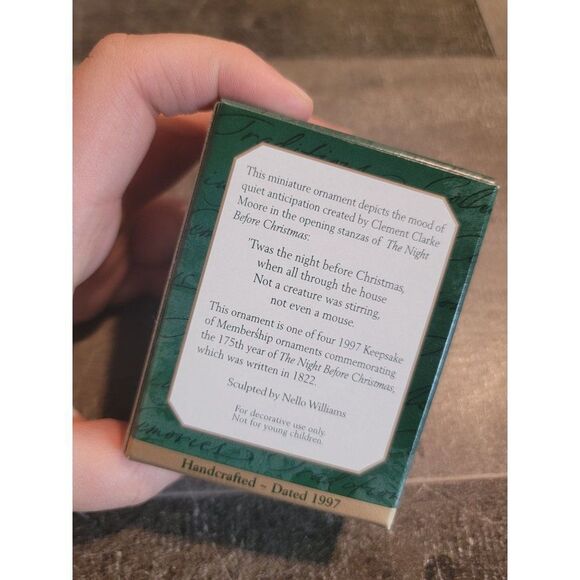 This miniature ornament depicts the mood of
quiet anticipation created by Clement Clarke
Moore in the opening stanzas of The Night
Before Christmas:
'Twas the night before Christmas,
when all through the house
Not a creature was stirring,
not even a mouse.
This ornament is one of four 1997 Keepsake
of Membership ornaments commemorating
the 175th year of The Night Before Christmas,
which was written in 1822.
Sculpted by Nello Williams
For decorative use only.
Not for young children.
Handcrafted – Dated 1997